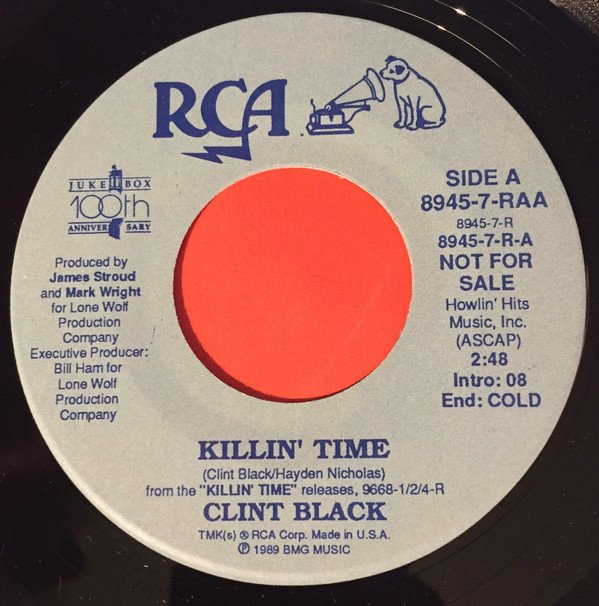 RCA
JUKE BOX
100th
ANNIVERSARY
Produced by
James Stroud
and Mark Wright
for Lone Wolf
Production
Company
Executive Producer:
Bill Ham for
Lone Wolf
Production
Company
SIDE A
8945-7-RAA
8945-7-R
8945-7-R-A
NOT FOR
SALE
Howlin' Hits
Music, Inc.
(ASCAP)
2:48
Intro: 08
End: COLD
KILLIN' TIME
(Clint Black/Hayden Nicholas)
from the "KILLIN' TIME" releases, 9668-1/2/4-R
CLINT BLACK
TMK(s) ® RCA Corp. Made in U.S.A.
℗ 1989 BMG MUSIC